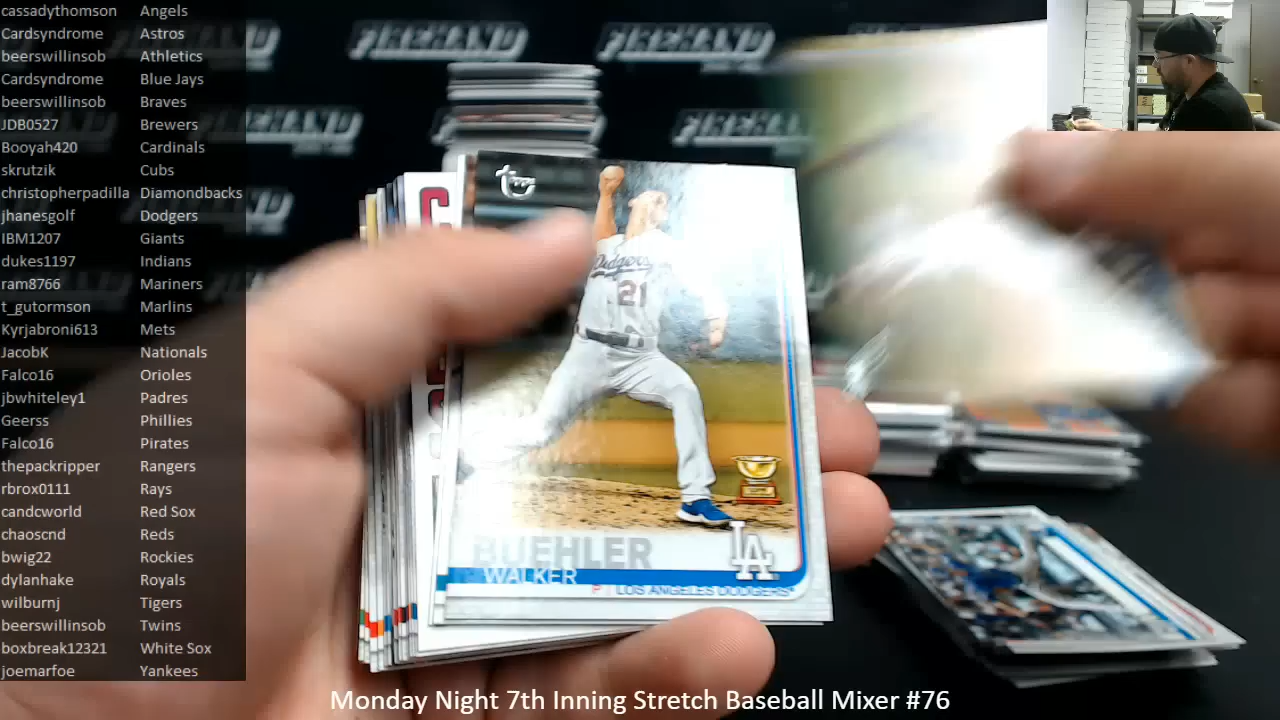 cassadythomson Angels
Cardsyndrome Astros
beerswillinsob Athletics
Cardsyndrome Blue Jays
beerswillinsob Braves
JDB0527 Brewers
Booyah420 Cardinals
skrutzik Cubs
christopherpadilla Diamondbacks
jhanesgolf Dodgers
IBM1207 Giants
dukes1197 Indians
ram8766 Mariners
t_gutormson Marlins
Kyrjabroni613 Mets
JacobK Nationals
Falco16 Orioles
jbwhiteley1 Padres
Geerss Phillies
Falco16 Pirates
thepackripper Rangers
rbrox0111 Rays
candcworld Red Sox
chaoscnd Reds
bwig22 Rockies
dylanhake Royals
wilburnj Tigers
beerswillinsob Twins
boxbreak12321 White Sox
joemarfoe Yankees
FIREHAND
FIREHAND
FIREHAND
FIREHAND
Dodgers
21
BUEHLER
WALKER
LA
P | LOS ANGELES DODGERS
Monday Night 7th Inning Stretch Baseball Mixer #76